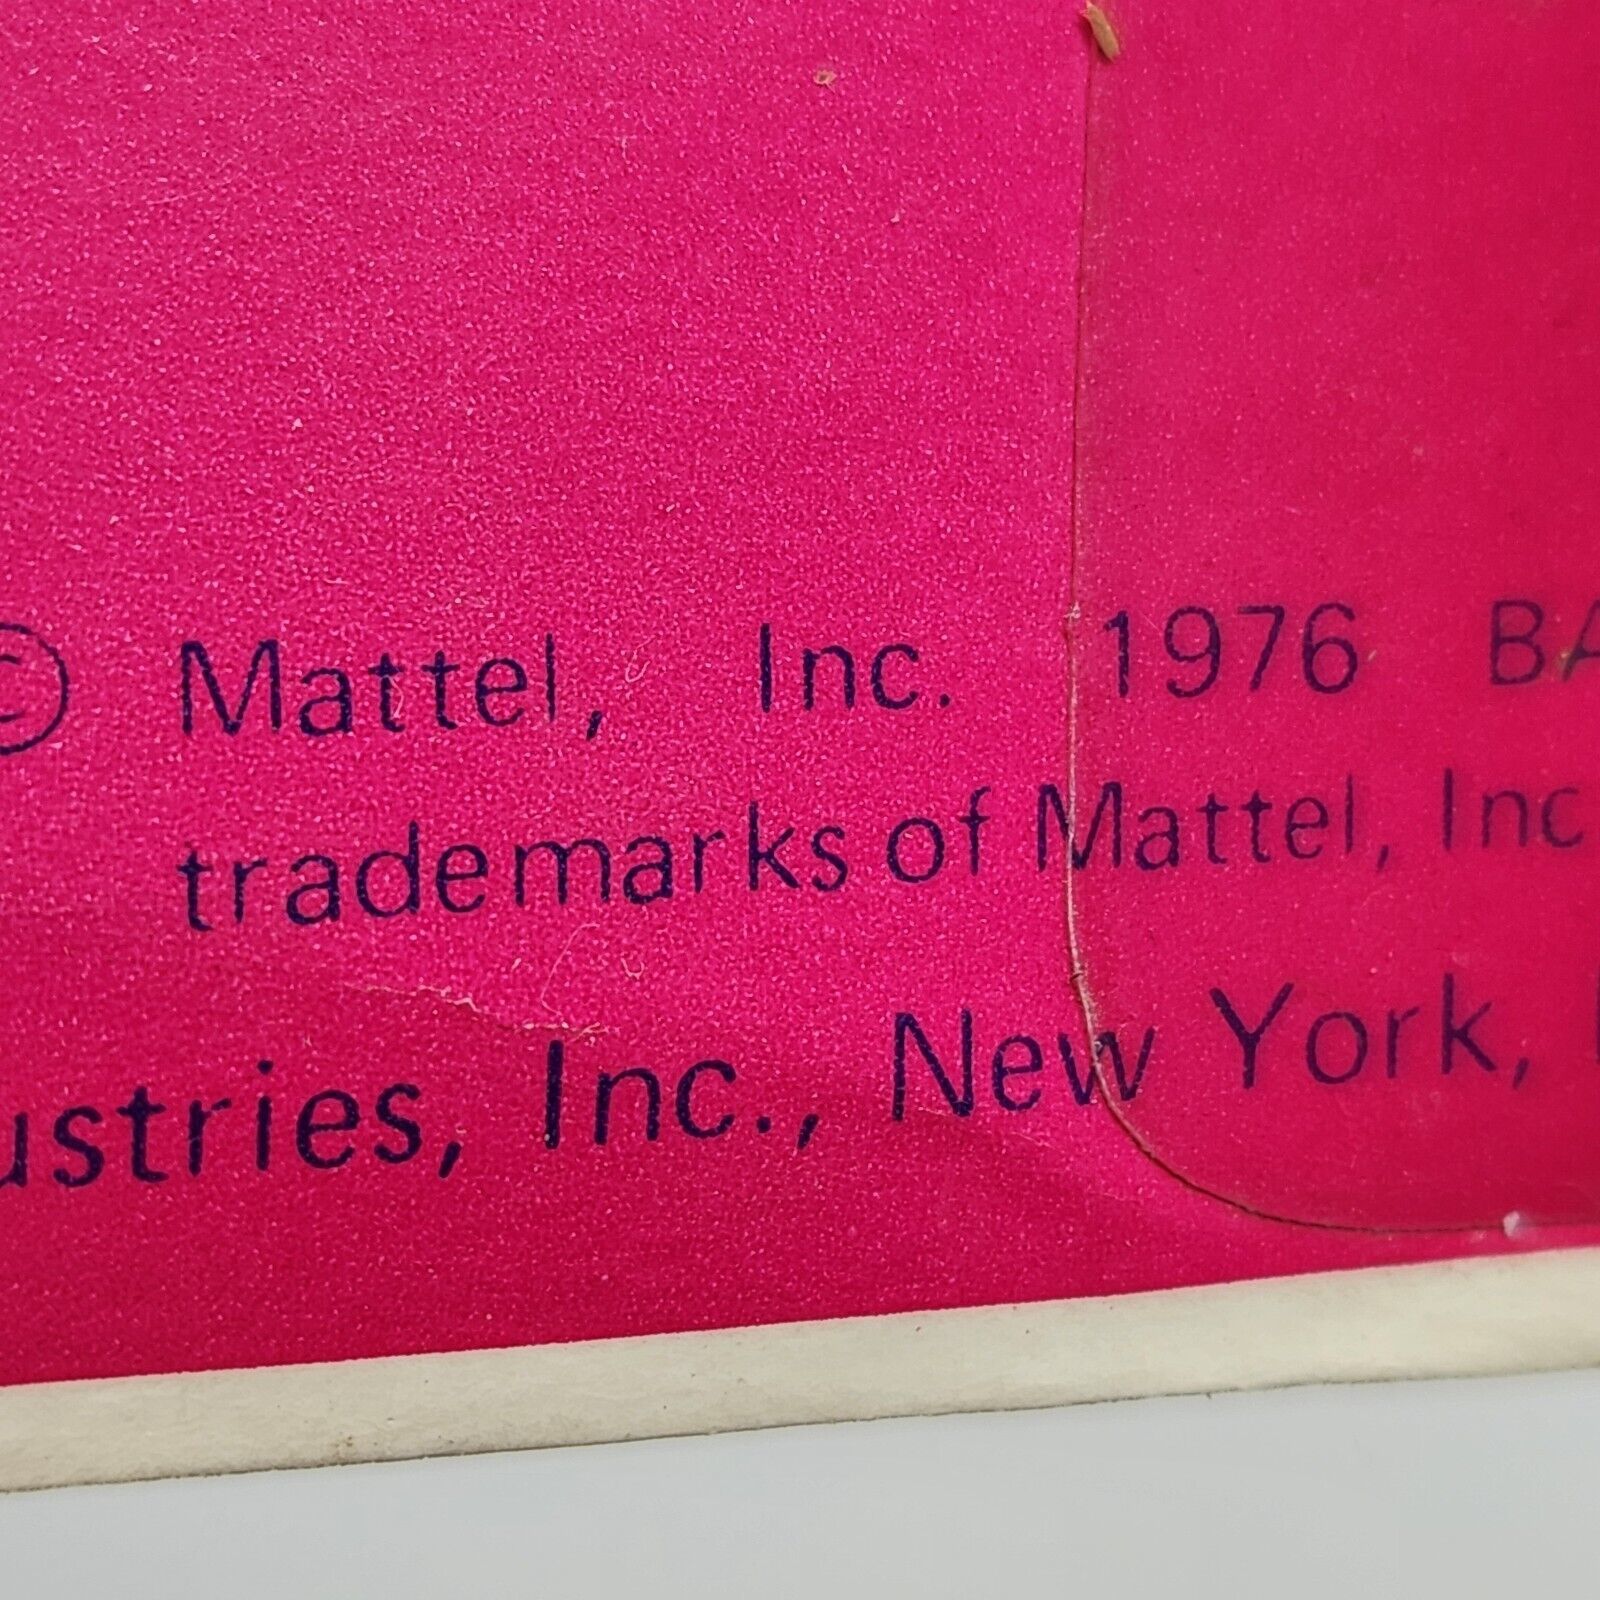 © Mattel, Inc. 1976 BA
trademarks of Mattel, Inc
ustries, Inc., New York,